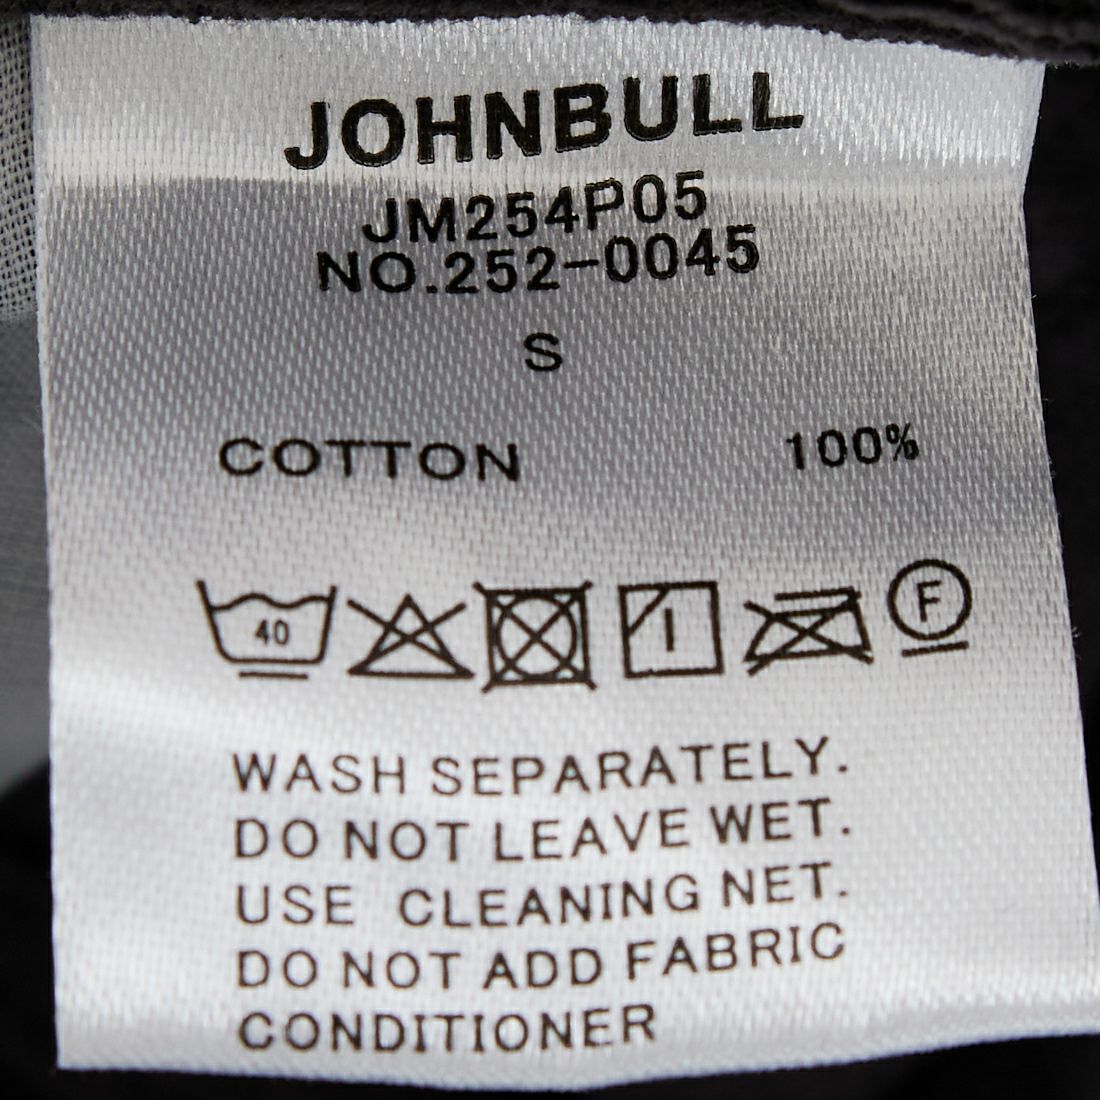 JOHNBULL
JM254P05
NO.252-0045
S
COTTON 100%
40 F
WASH SEPARATELY.
DO NOT LEAVE WET.
USE CLEANING NET.
DO NOT ADD FABRIC
CONDITIONER